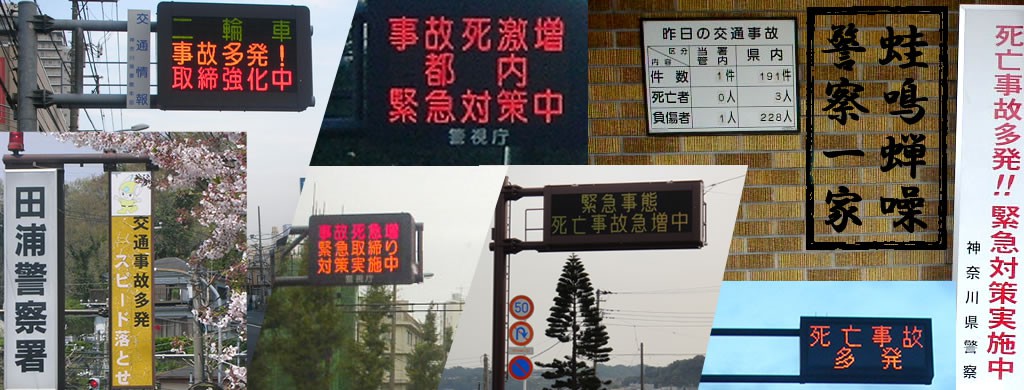 交通情報
二輪車
事故多発！
取締強化中
事故死激増
都内
緊急対策中
警視庁
昨日の交通事故
区分
内容
当署管内
県内
件数
1件
191件
死亡者
0人
3人
負傷者
1人
228人
蛙鳴蝉噪
警察一家
死亡事故多発!! 緊急対策実施中
神奈川県警察
田浦警察署
交通事故多発
スピード落とせ
事故死急増
緊急取締り
対策実施中
警視庁
緊急事態
死亡事故急増中
50
死亡事故
多発